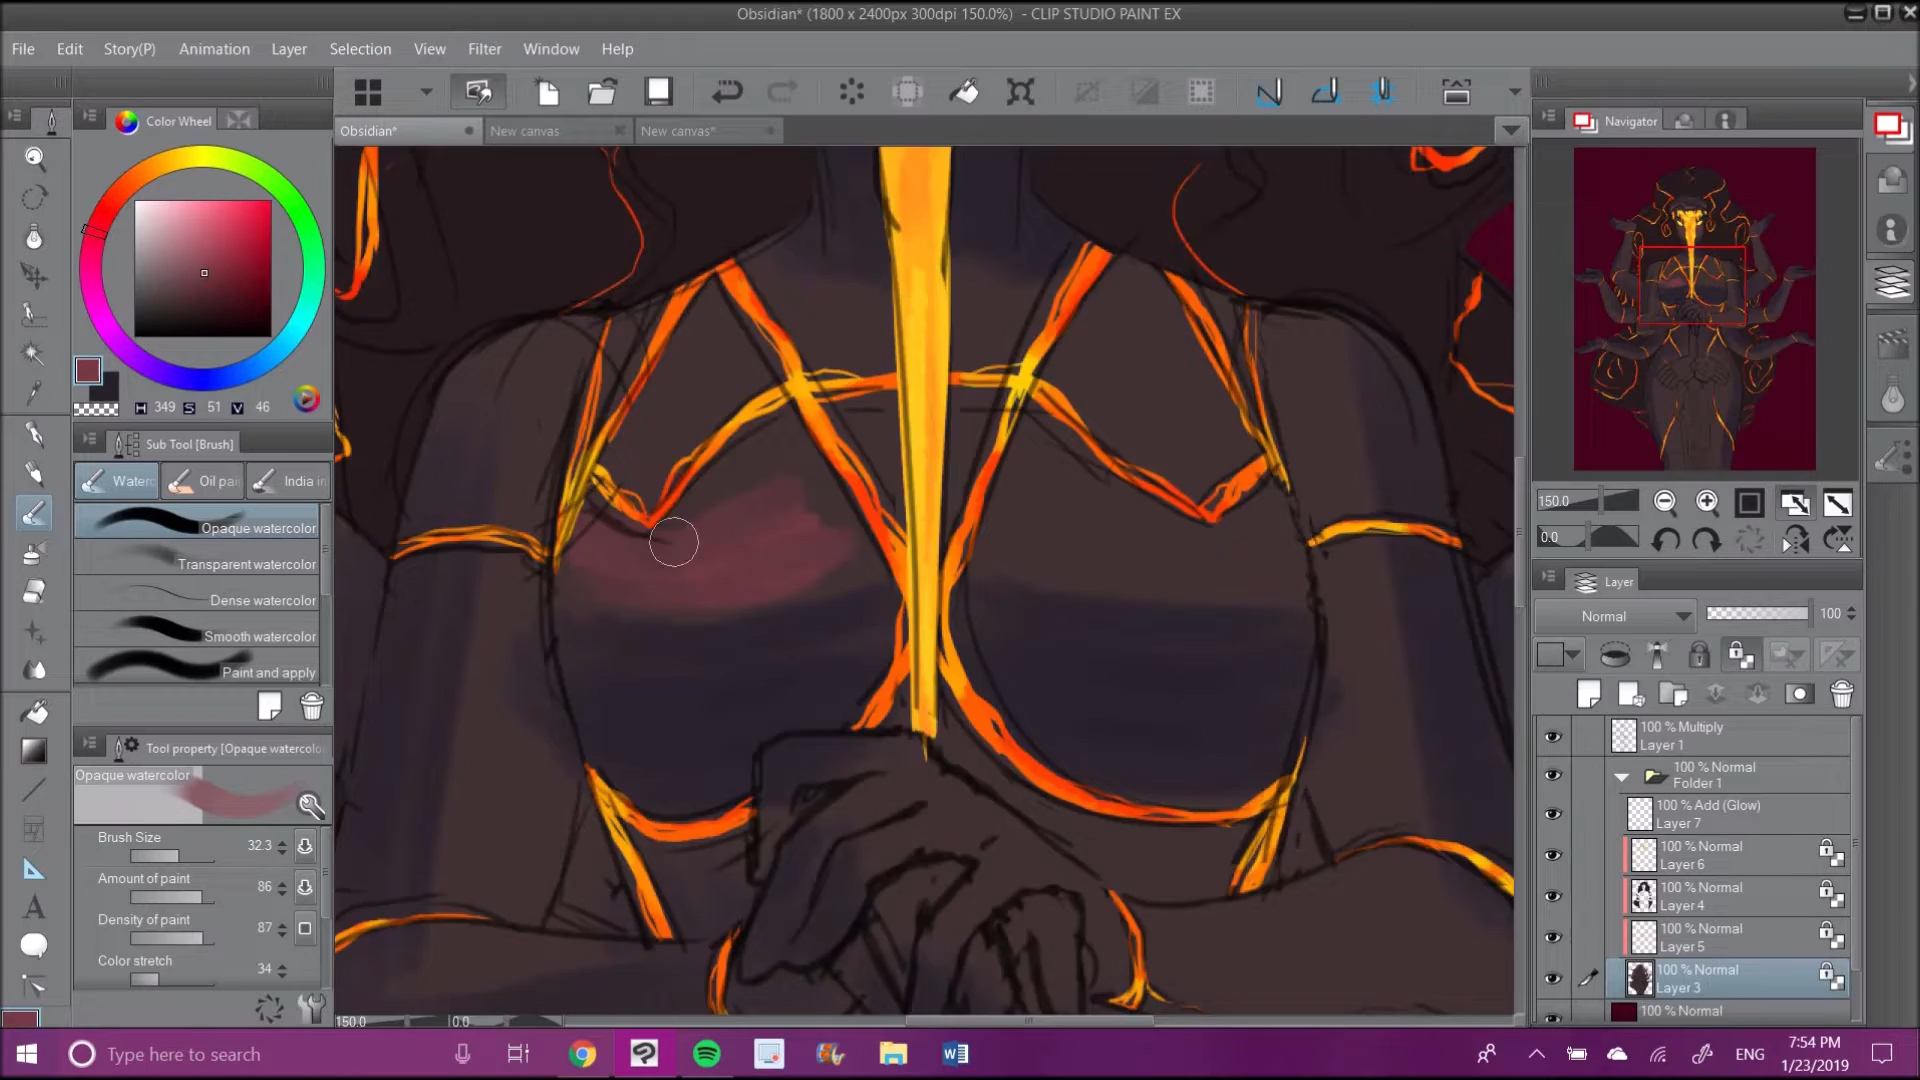 Obsidian* (1800 x 2400px 300dpi 150.0%) - CLIP STUDIO PAINT EX
File Edit Story(P) Animation Layer Selection View Filter Window Help
Color Wheel
Obsidian* New canvas New canvas*
Navigator
H 349 S 51 V 46
Sub Tool [Brush]
Waterc Oil pai India in
Opaque watercolor
Transparent watercolor
Dense watercolor
Smooth watercolor
Paint and apply
Tool property [Opaque watercolo
Opaque watercolor
Brush Size 32.3
Amount of paint 86
Density of paint 87
Color stretch 34
150.0 0.0
150.0
0.0
Layer
Normal 100
100 % Multiply
Layer 1
100 % Normal
Folder 1
100 % Add (Glow)
Layer 7
100 % Normal
Layer 6
100 % Normal
Layer 4
100 % Normal
Layer 5
100 % Normal
Layer 3
100 % Normal
Type here to search
ENG
7:54 PM
1/23/2019